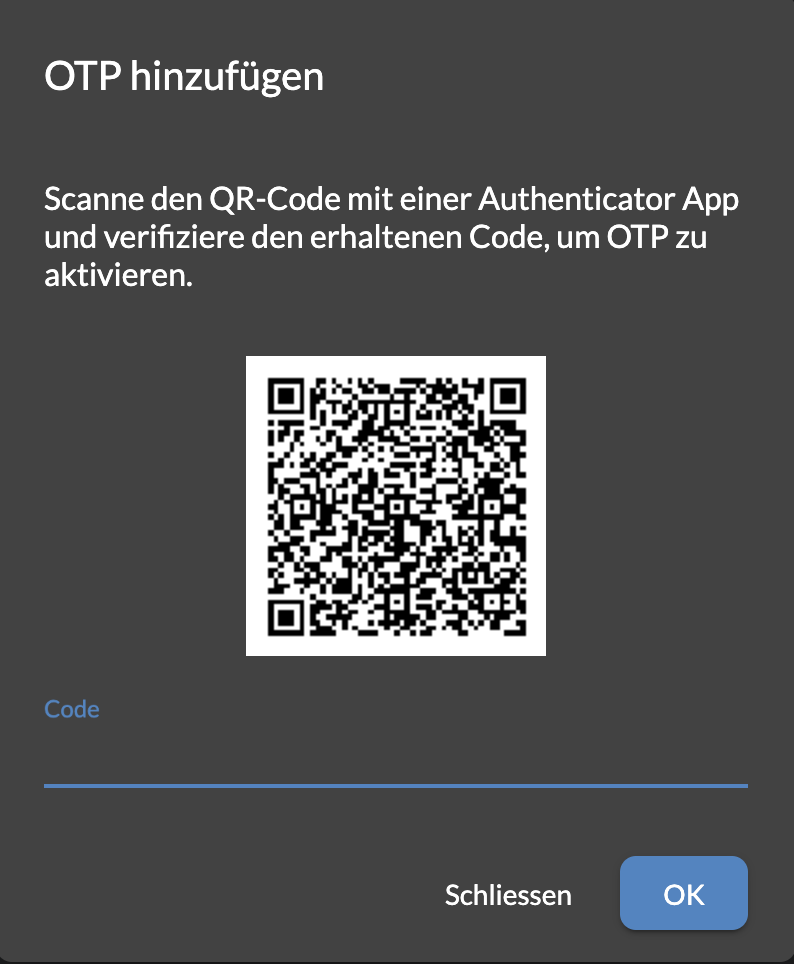 OTP hinzufügen
Scanne den QR-Code mit einer Authenticator App
und verifiziere den erhaltenen Code, um OTP zu
aktivieren.
Code
Schliessen
OK